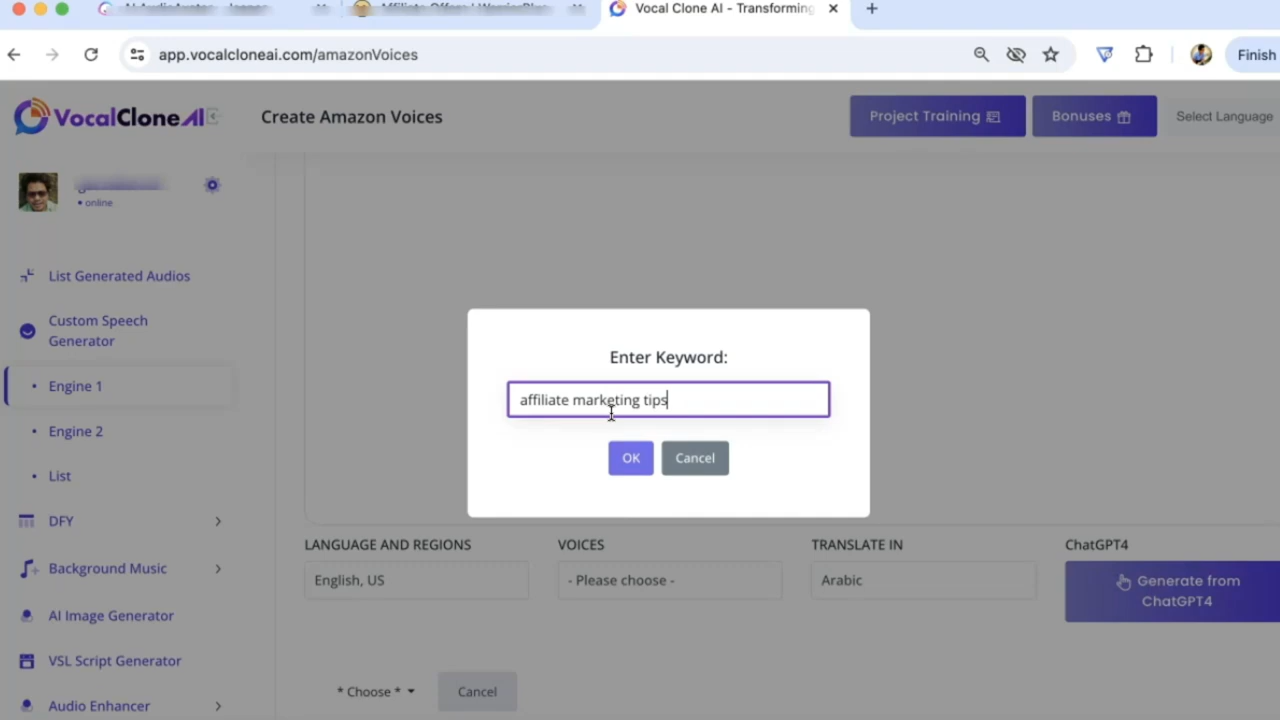 Vocal Clone AI - Transforming
app.vocalcloneai.com/amazonVoices
Finish
VocalCloneAI
Create Amazon Voices
Project Training
Bonuses
Select Language
• online
List Generated Audios
Custom Speech
Generator
• Engine 1
• Engine 2
• List
DFY
Background Music
AI Image Generator
VSL Script Generator
Audio Enhancer
Enter Keyword:
affiliate marketing tips
OK
Cancel
LANGUAGE AND REGIONS
VOICES
TRANSLATE IN
ChatGPT4
English, US
- Please choose -
Arabic
Generate from
ChatGPT4
* Choose *
Cancel